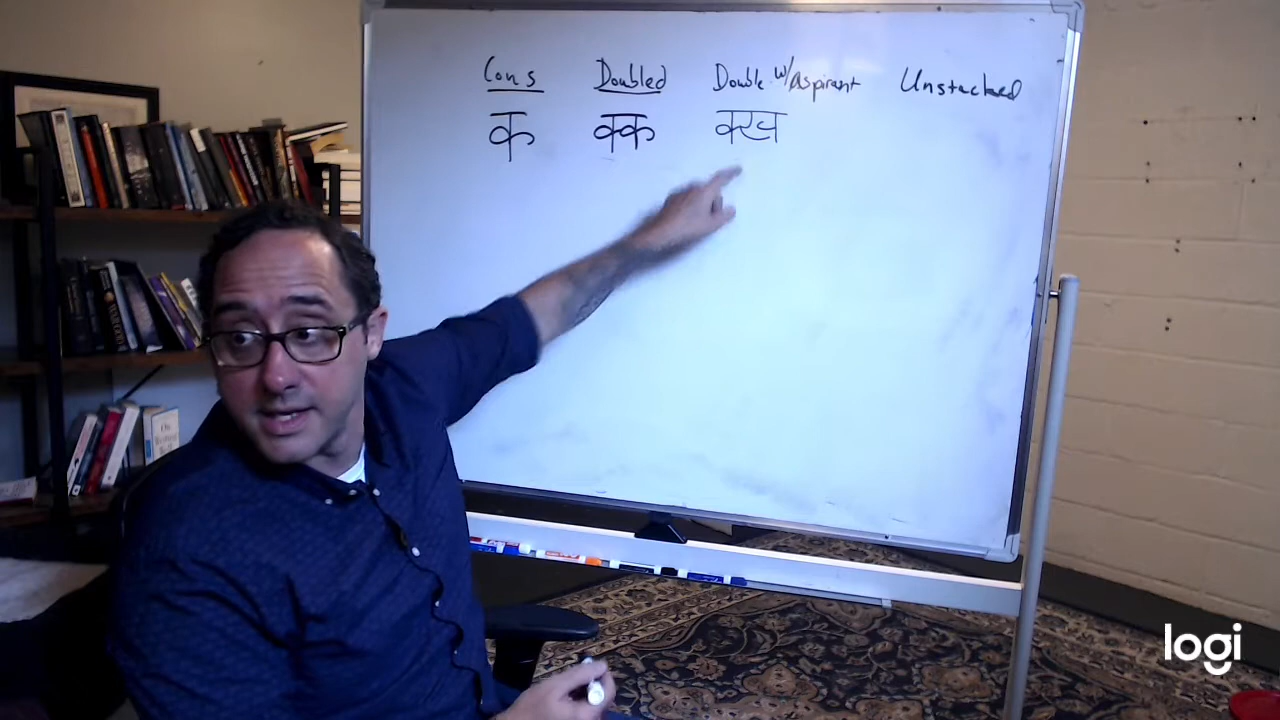 Cons Doubled Double w/aspirant Unstacked
क क्क क्ख
logi